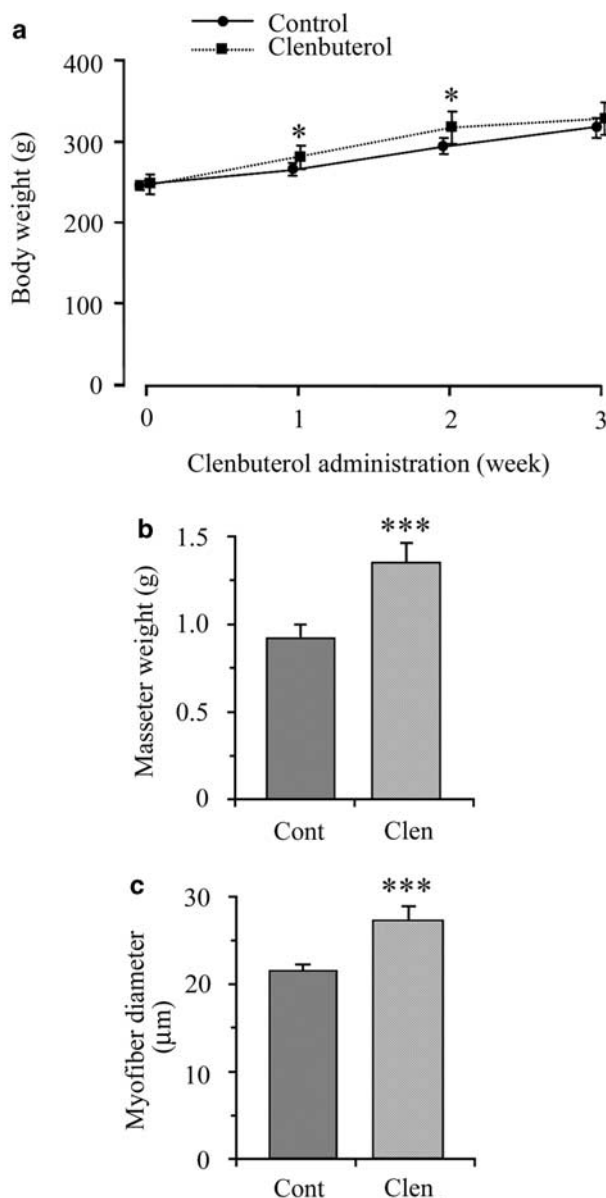 a
Control
Clenbuterol
400
300
200
100
0
Body weight (g)
*
*
0 1 2 3
Clenbuterol administration (week)
b
***
1.5
1.0
0.5
0
Masseter weight (g)
Cont Clen
c
***
30
20
10
0
Myofiber diameter
(μm)
Cont Clen